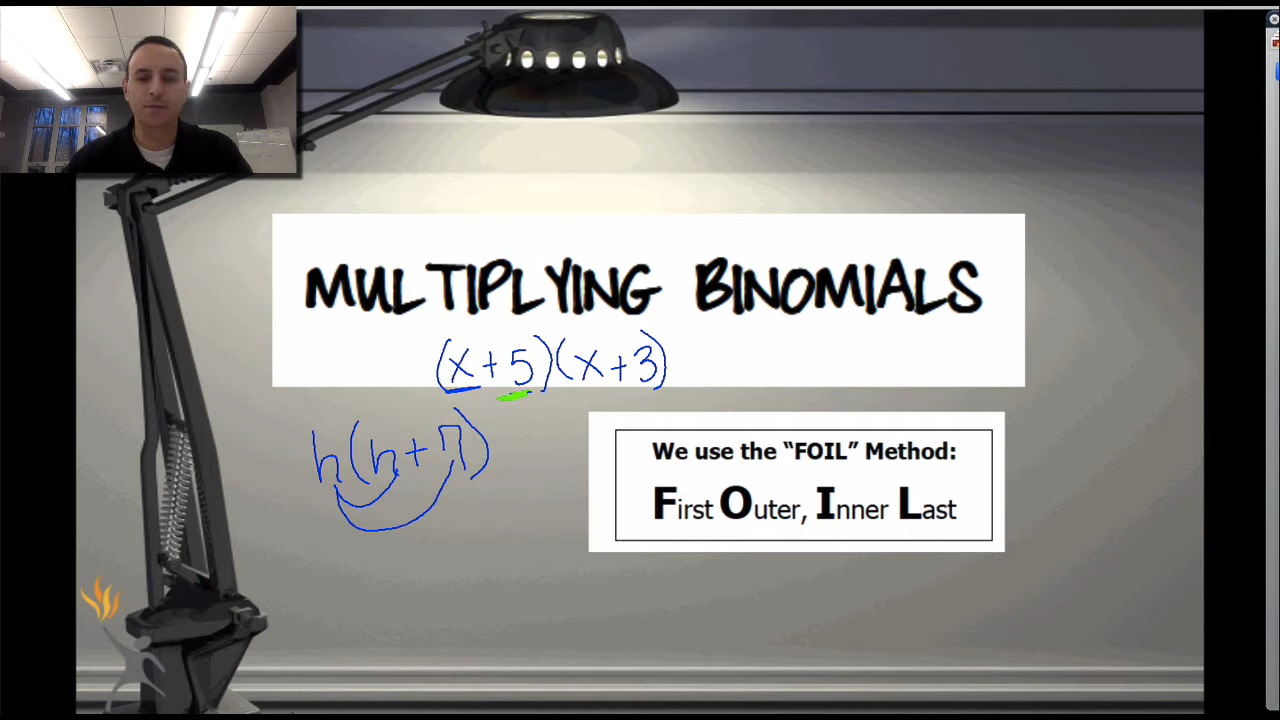 MULTIPLYING BINOMIALS
(x+5)(x+3)
h(h+7)
We use the “FOIL” Method:
First Outer, Inner Last